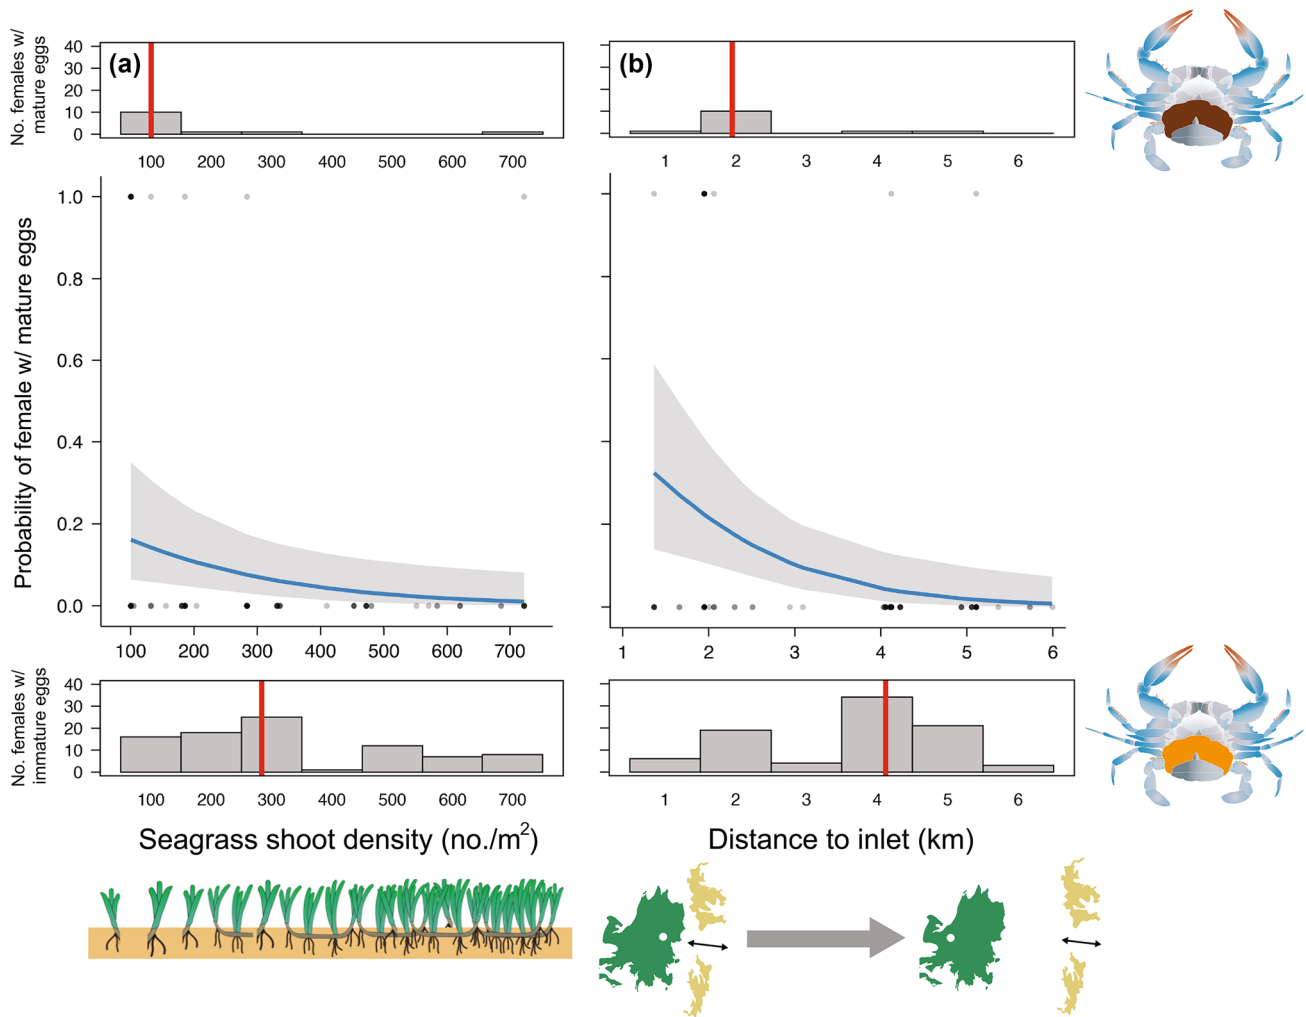 No. females w/
mature eggs
40
30
20
10
0
(a)
100 200 300 400 500 600 700
(b)
1 2 3 4 5 6
Probability of female w/ mature eggs
1.0
0.8
0.6
0.4
0.2
0.0
100 200 300 400 500 600 700
1 2 3 4 5 6
No. females w/
immature eggs
40
30
20
10
0
100 200 300 400 500 600 700
1 2 3 4 5 6
Seagrass shoot density (no./m²)
Distance to inlet (km)